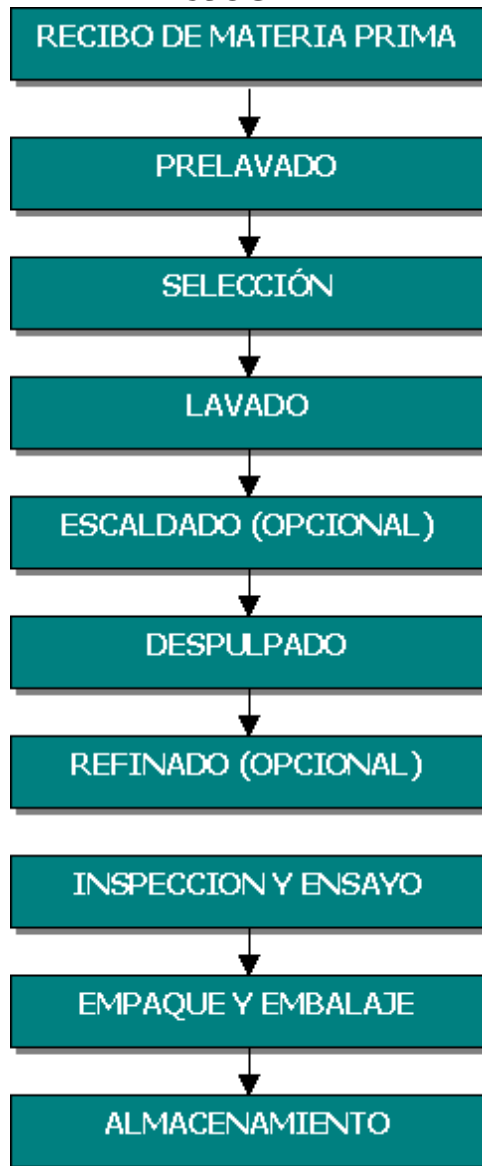 RECIBO DE MATERIA PRIMA
PRELAVADO
SELECCIÓN
LAVADO
ESCALDADO (OPCIONAL)
DESPULPADO
REFINADO (OPCIONAL)
INSPECCION Y ENSAYO
EMPAQUE Y EMBALAJE
ALMACENAMIENTO